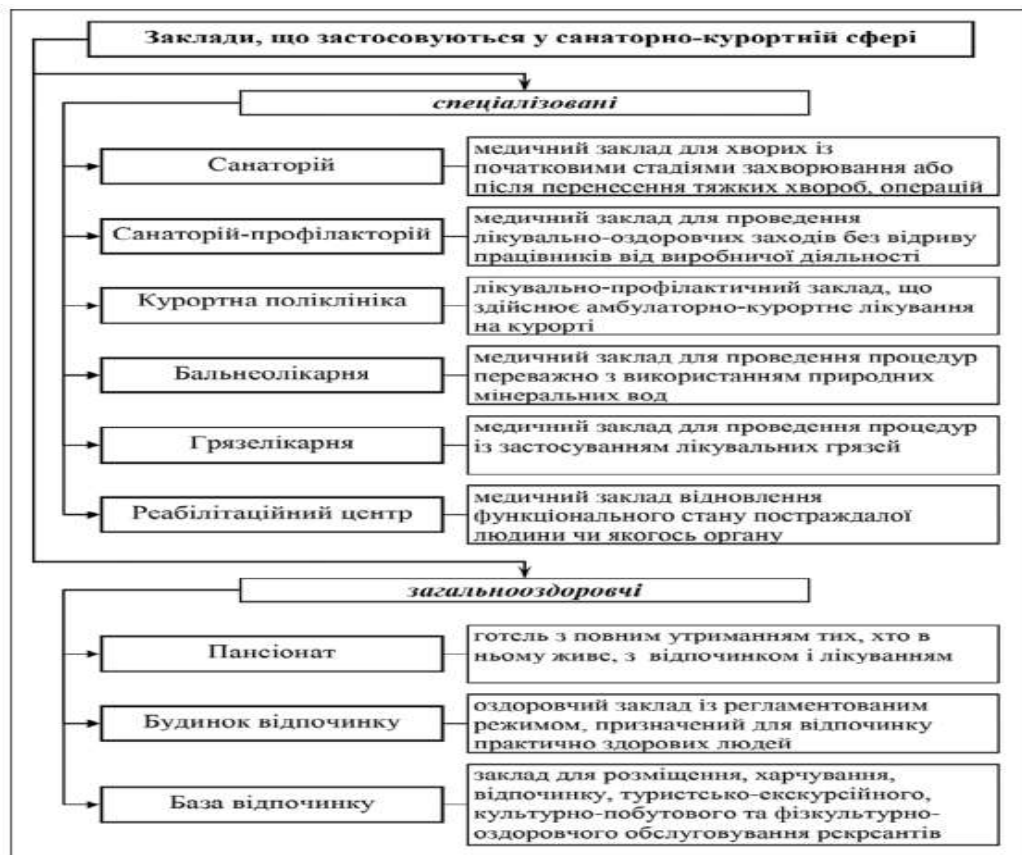 Заклади, що застосовуються у санаторно-курортній сфері
спеціалізовані
Санаторій
медичний заклад для хворих із
початковими стадіями захворювання або
після перенесення тяжких хвороб, операцій
Санаторій-профілакторій
медичний заклад для проведення
лікувально-оздоровчих заходів без відриву
працівників від виробничої діяльності
Курортна поліклініка
лікувально-профілактичний заклад, що
здійснює амбулаторно-курортне лікування
на курорті
Бальнеолікарня
медичний заклад для проведення процедур
переважно з використанням природних
мінеральних вод
Грязелікарня
медичний заклад для проведення процедур
із застосуванням лікувальних грязей
Реабілітаційний центр
медичний заклад відновлення
функціонального стану постраждалої
людини чи якогось органу
загальнооздоровчі
Пансіонат
готель з повним утриманням тих, хто в
ньому живе, з відпочинком і лікуванням
Будинок відпочинку
оздоровчий заклад із регламентованим
режимом, призначений для відпочинку
практично здорових людей
База відпочинку
заклад для розміщення, харчування,
відпочинку, туристсько-екскурсійного,
культурно-побутового та фізкультурно-
оздоровчого обслуговування рекреантів